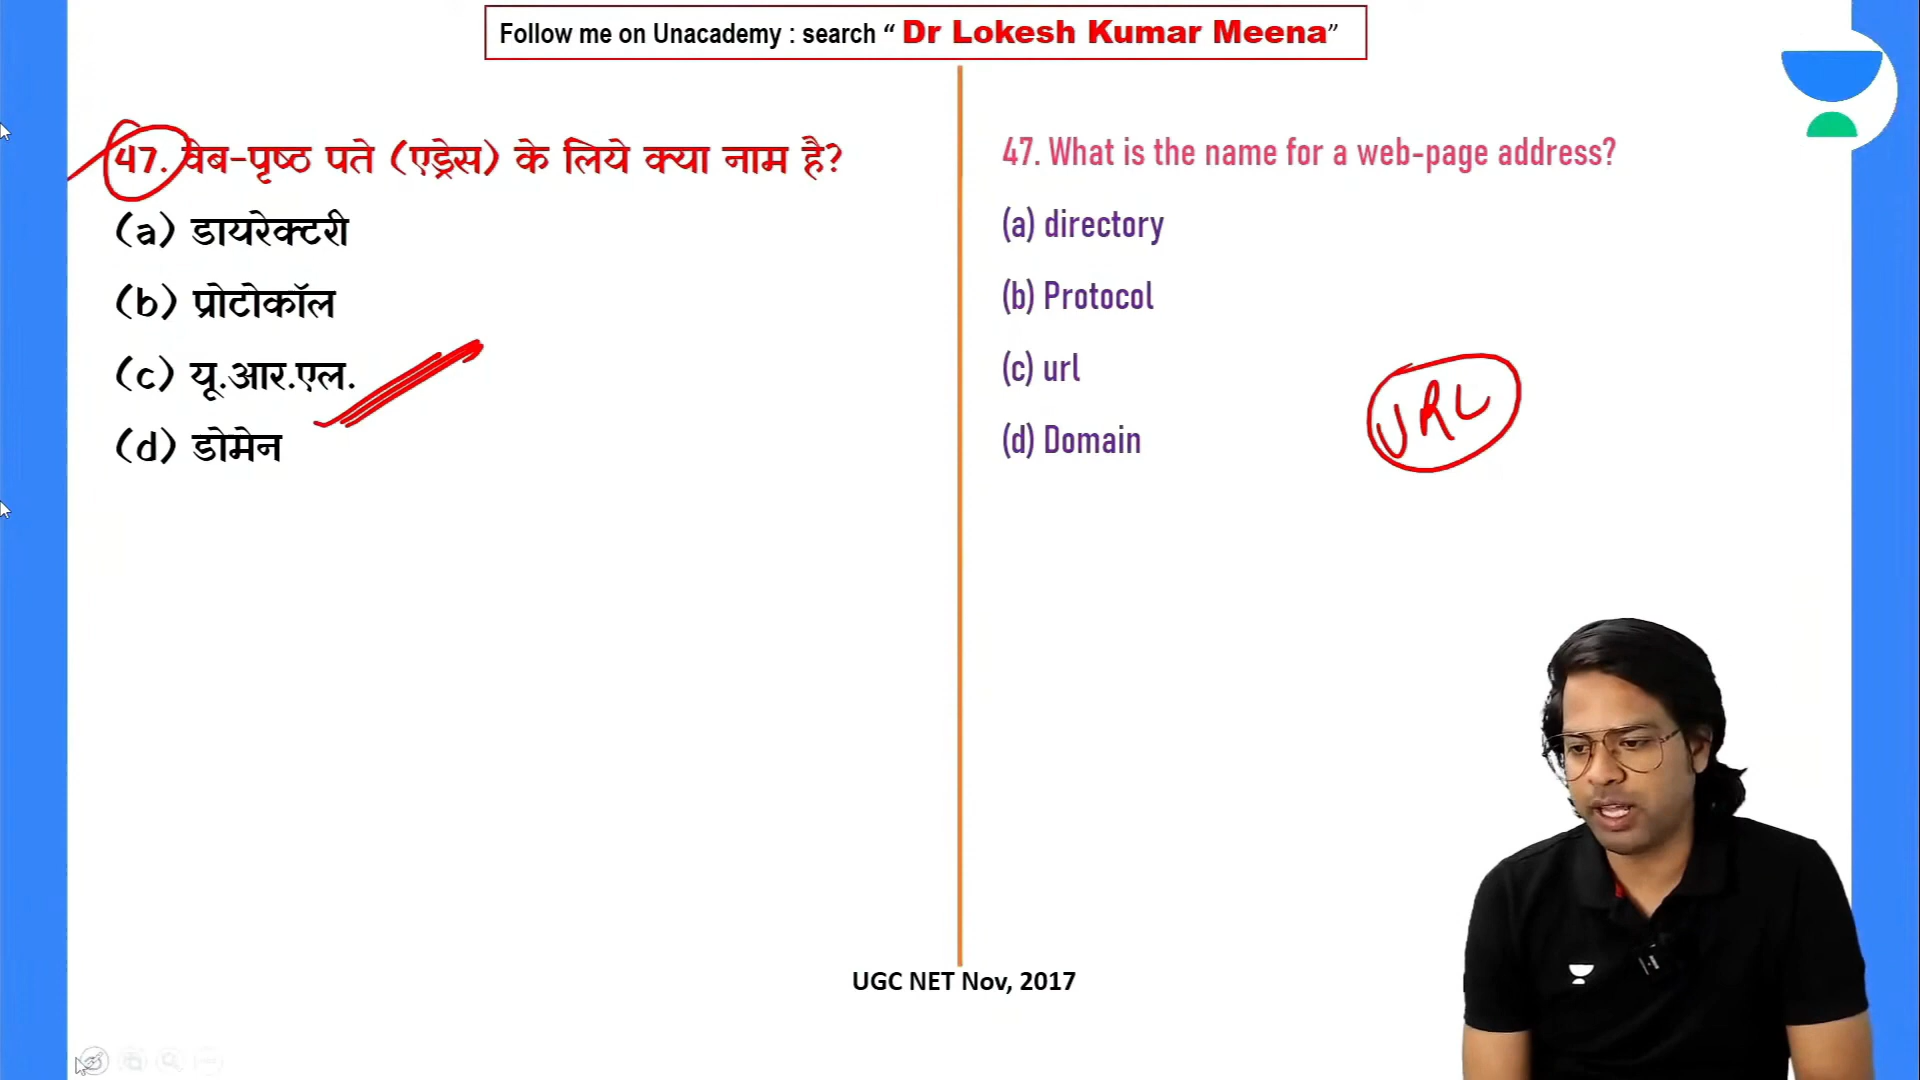 Follow me on Unacademy : search “ Dr Lokesh Kumar Meena”
47. वेब-पृष्ठ पते (एड्रेस) के लिये क्या नाम है?
(a) डायरेक्टरी
(b) प्रोटोकॉल
(c) यू.आर.एल.
(d) डोमेन
47. What is the name for a web-page address?
(a) directory
(b) Protocol
(c) url
(d) Domain
URL
UGC NET Nov, 2017